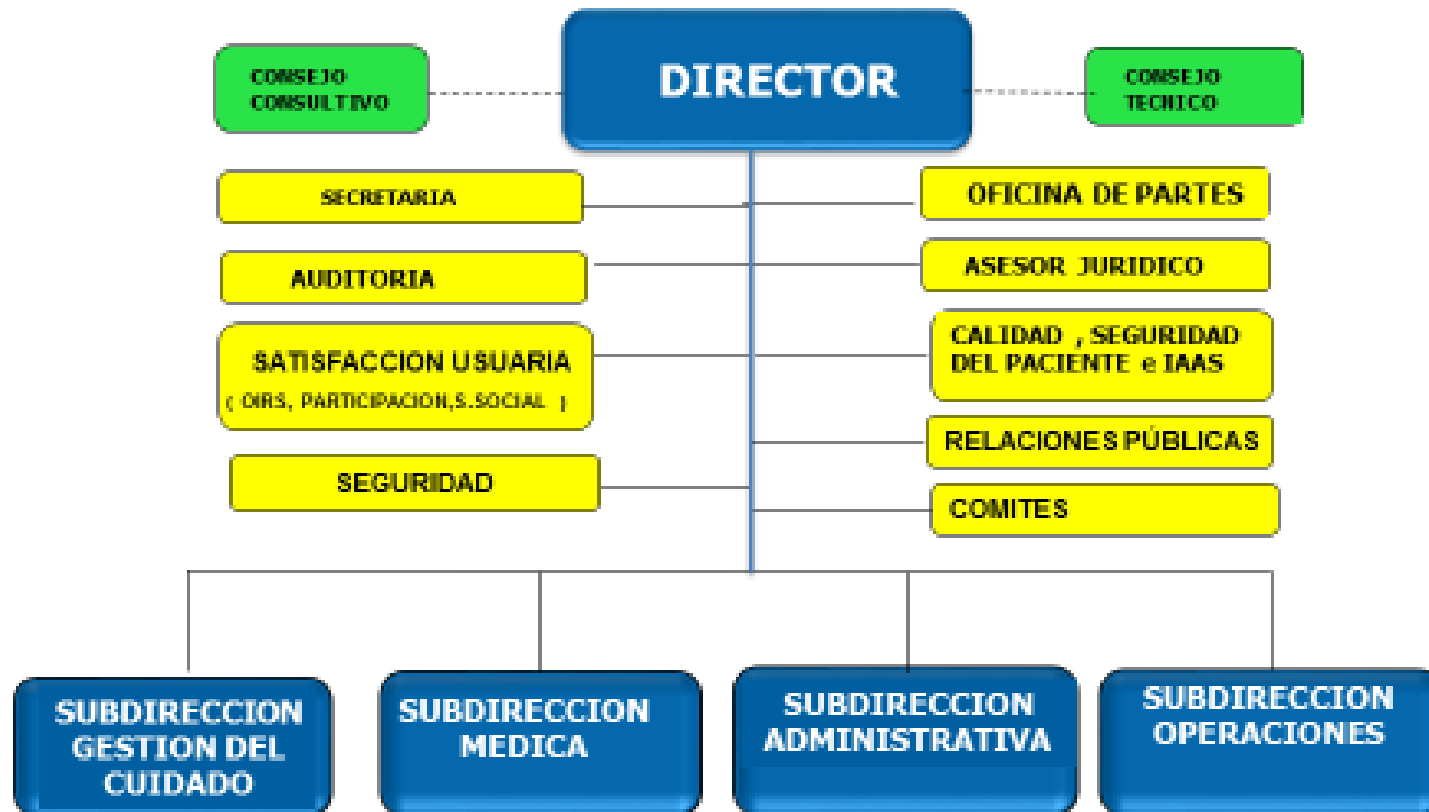 DIRECTOR
CONSEJO
CONSULTIVO
CONSEJO
TECNICO
SECRETARIA
OFICINA DE PARTES
AUDITORIA
ASESOR JURIDICO
SATISFACCION USUARIA
( OIRS, PARTICIPACION,S.SOCIAL )
CALIDAD , SEGURIDAD
DEL PACIENTE e IAAS
RELACIONES PÚBLICAS
SEGURIDAD
COMITES
SUBDIRECCION
GESTION DEL
CUIDADO
SUBDIRECCION
MEDICA
SUBDIRECCION
ADMINISTRATIVA
SUBDIRECCION
OPERACIONES